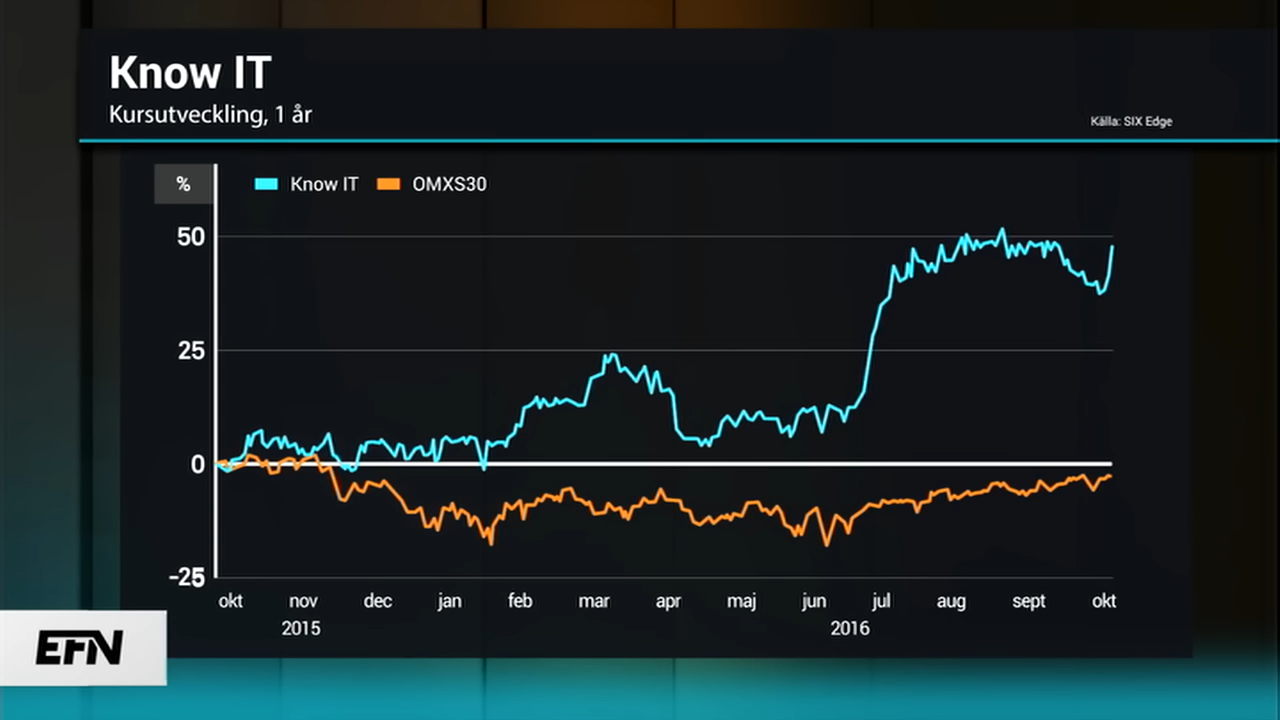 Know IT
Kursutveckling, 1 år
Källa: SIX Edge
% Know IT OMXS30
50
25
0
-25
okt nov dec jan feb mar apr maj jun jul aug sept okt
2015 2016
EFN